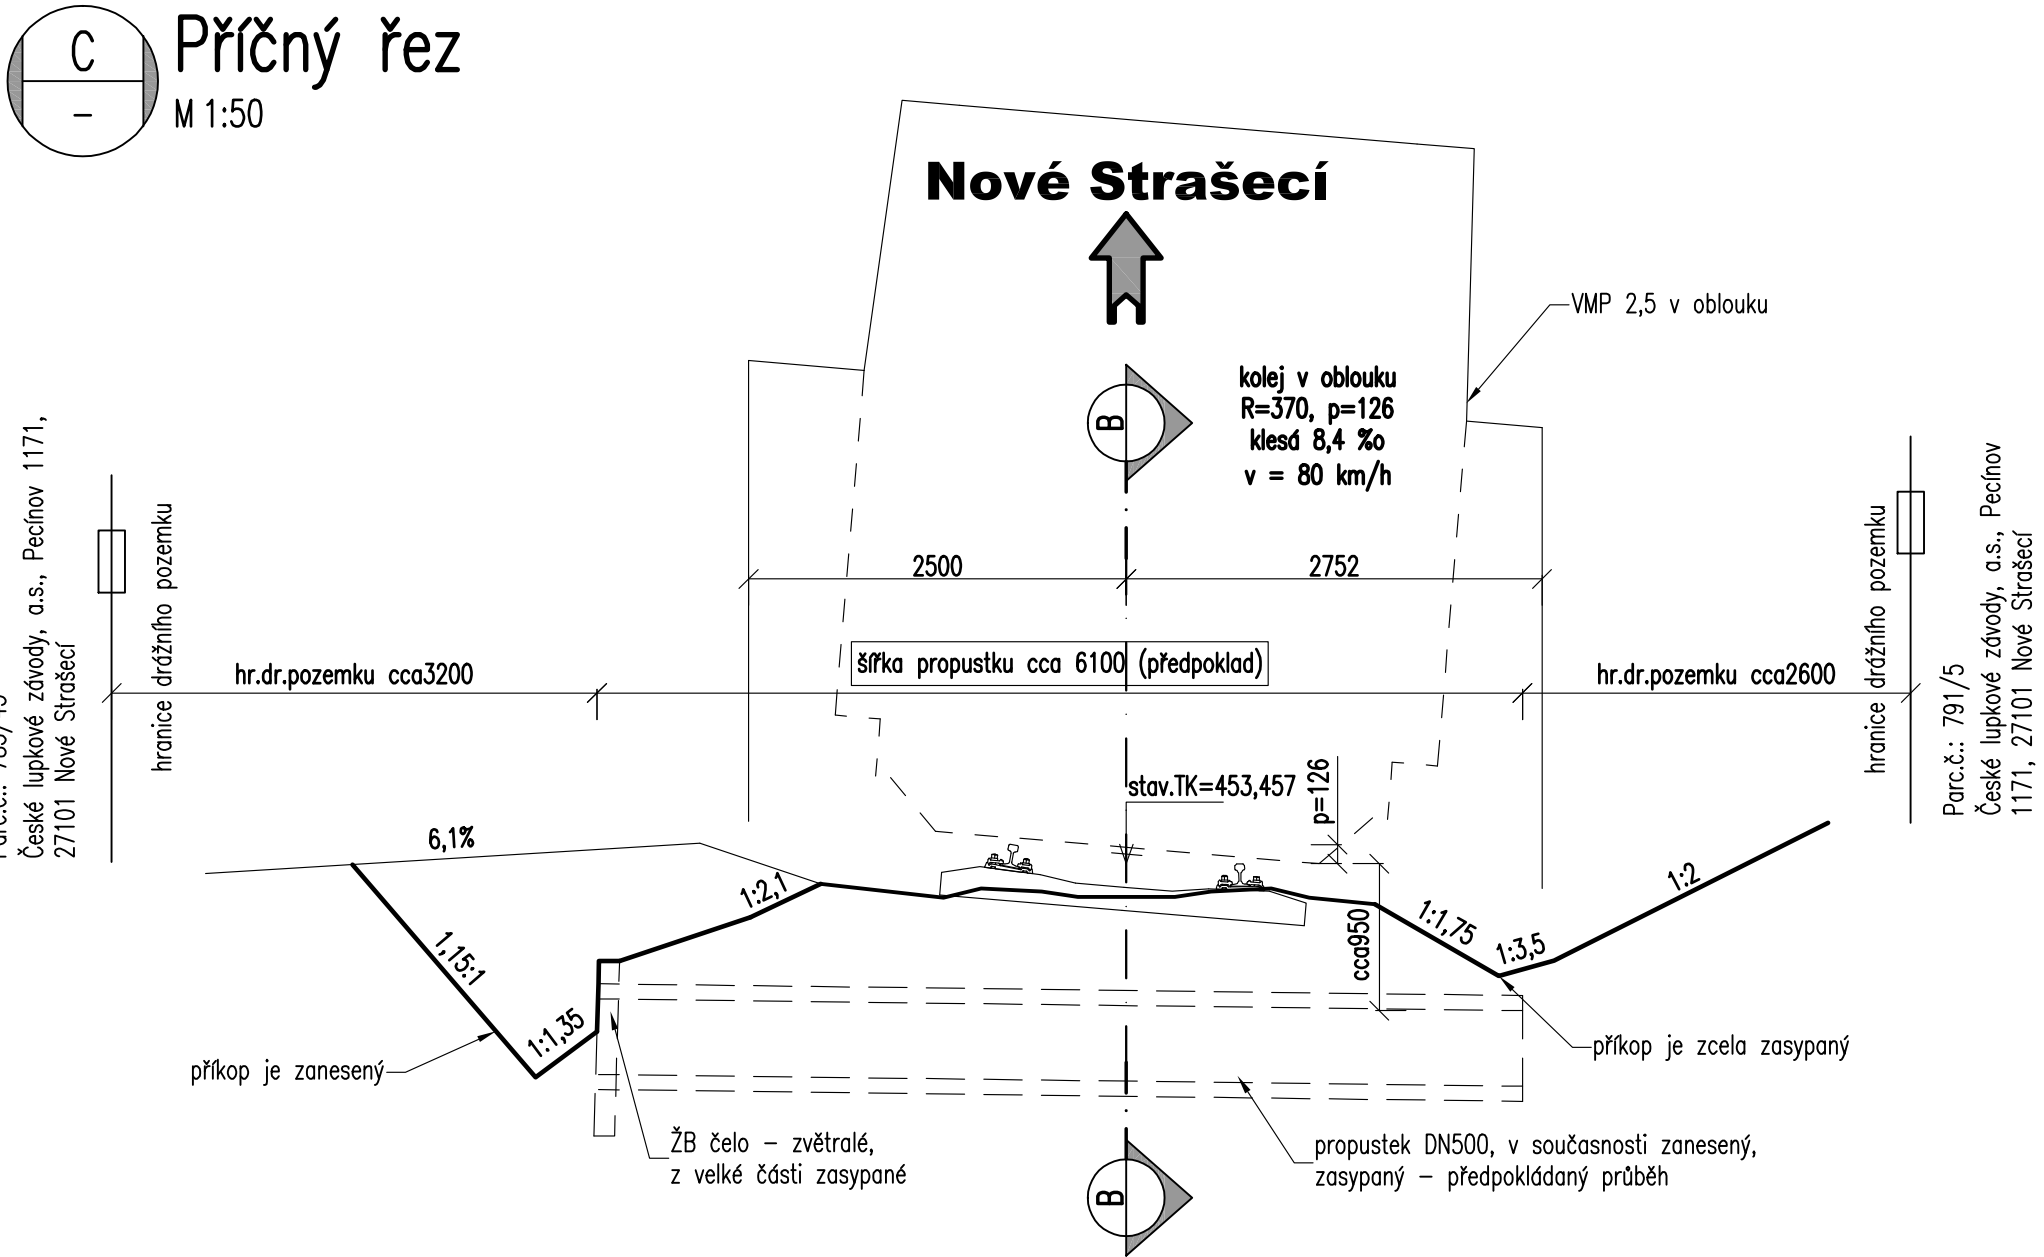 C
–
Příčný řez
M 1:50
Nové Strašecí
VMP 2,5 v oblouku
B
kolej v oblouku
R=370, p=126
klesá 8,4 ‰
v = 80 km/h
České lupkové závody, a.s., Pecínov 1171,
27101 Nové Strašecí
hranice drážního pozemku
2500
2752
hr.dr.pozemku cca3200
šířka propustku cca 6100 (předpoklad)
hr.dr.pozemku cca2600
hranice drážního pozemku
Parc.č.: 791/5
České lupkové závody, a.s., Pecínov
1171, 27101 Nové Strašecí
stav.TK=453,457
p=126
6,1%
1:2,1
1,15:1
1:1,35
cca950
1:1,75
1:3,5
1:2
příkop je zanesený
příkop je zcela zasypaný
ŽB čelo – zvětralé,
z velké části zasypané
propustek DN500, v současnosti zanesený,
zasypaný – předpokládaný průběh
B